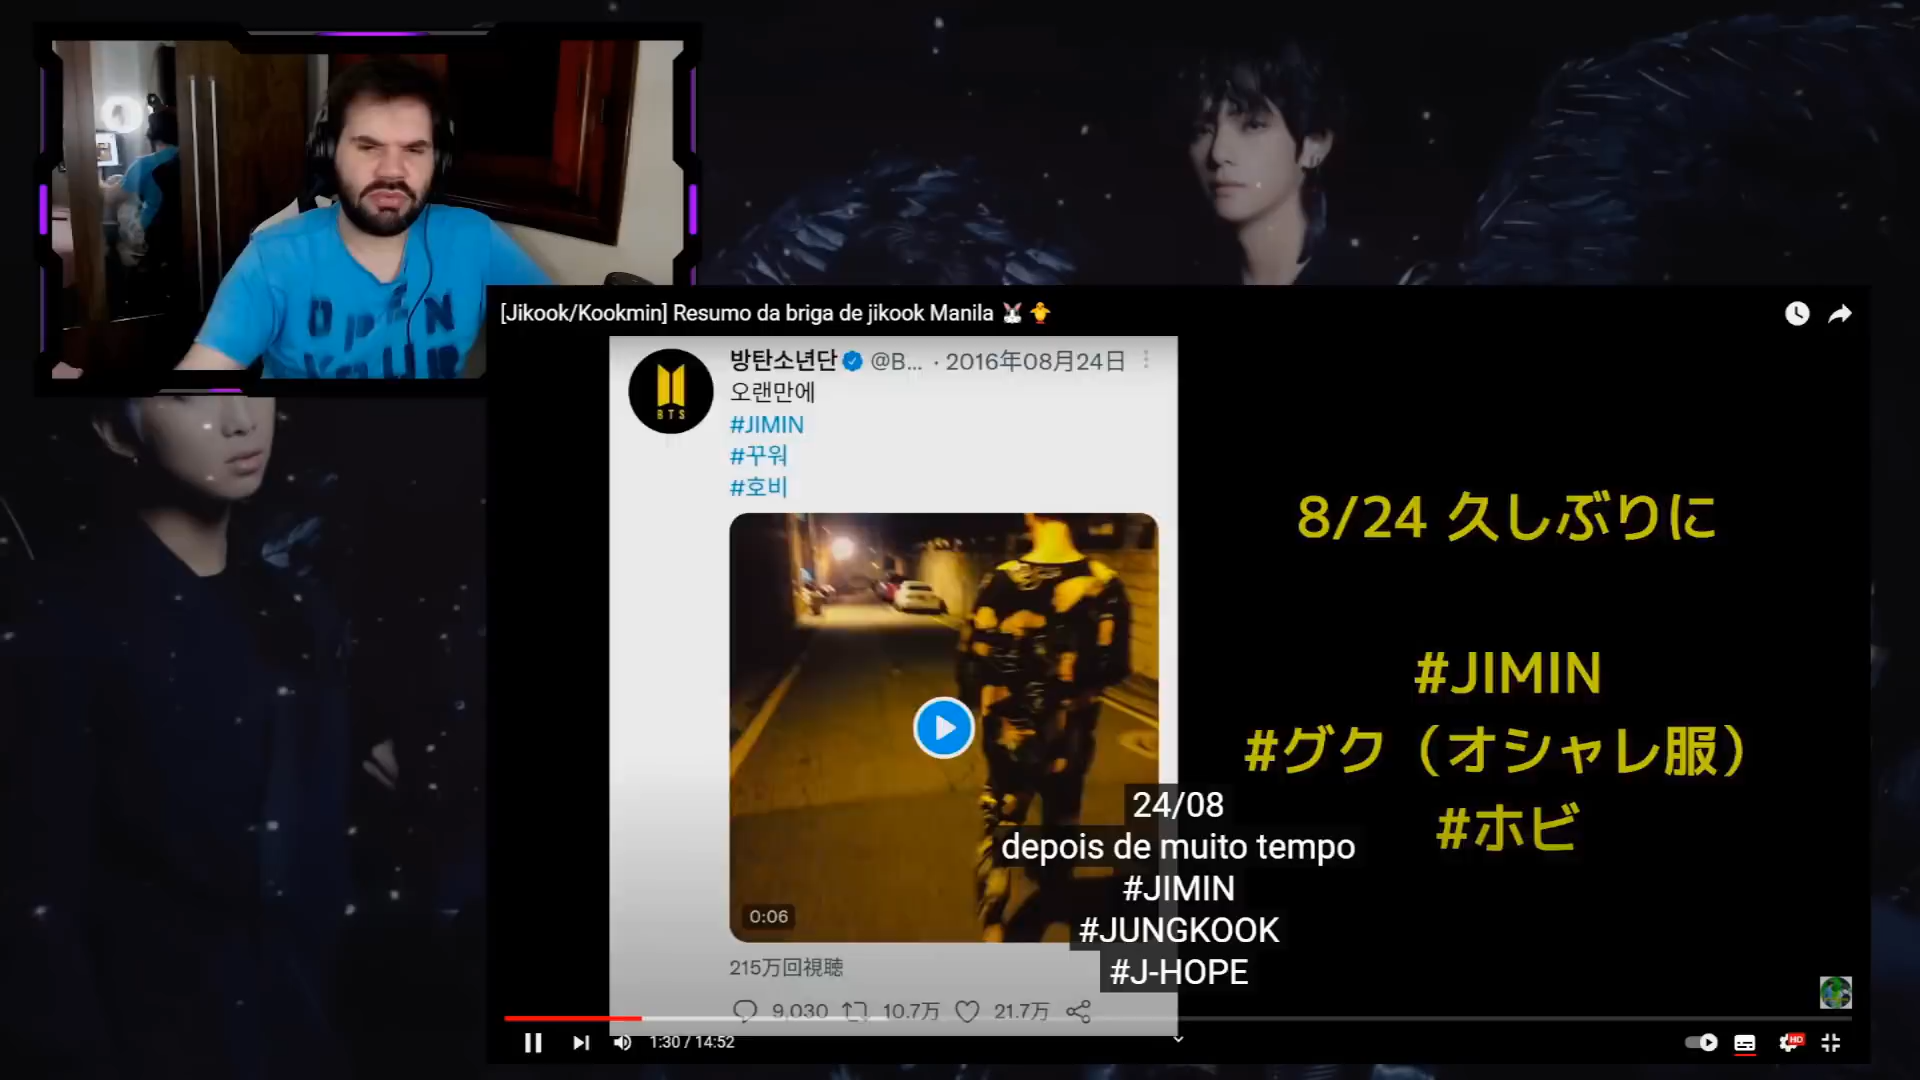 OPEN
YOUR
[Jikook/Kookmin] Resumo da briga de jikook Manila
BTS
방탄소년단 @B... · 2016年08月24日
오랜만에
#JIMIN
#꾸워
#호비
0:06
215万回視聴
9,030 10.7万 21.7万
8/24 久しぶりに
#JIMIN
#グク（オシャレ服）
#ホビ
24/08
depois de muito tempo
#JIMIN
#JUNGKOOK
#J-HOPE
1:30 / 14:52
HD